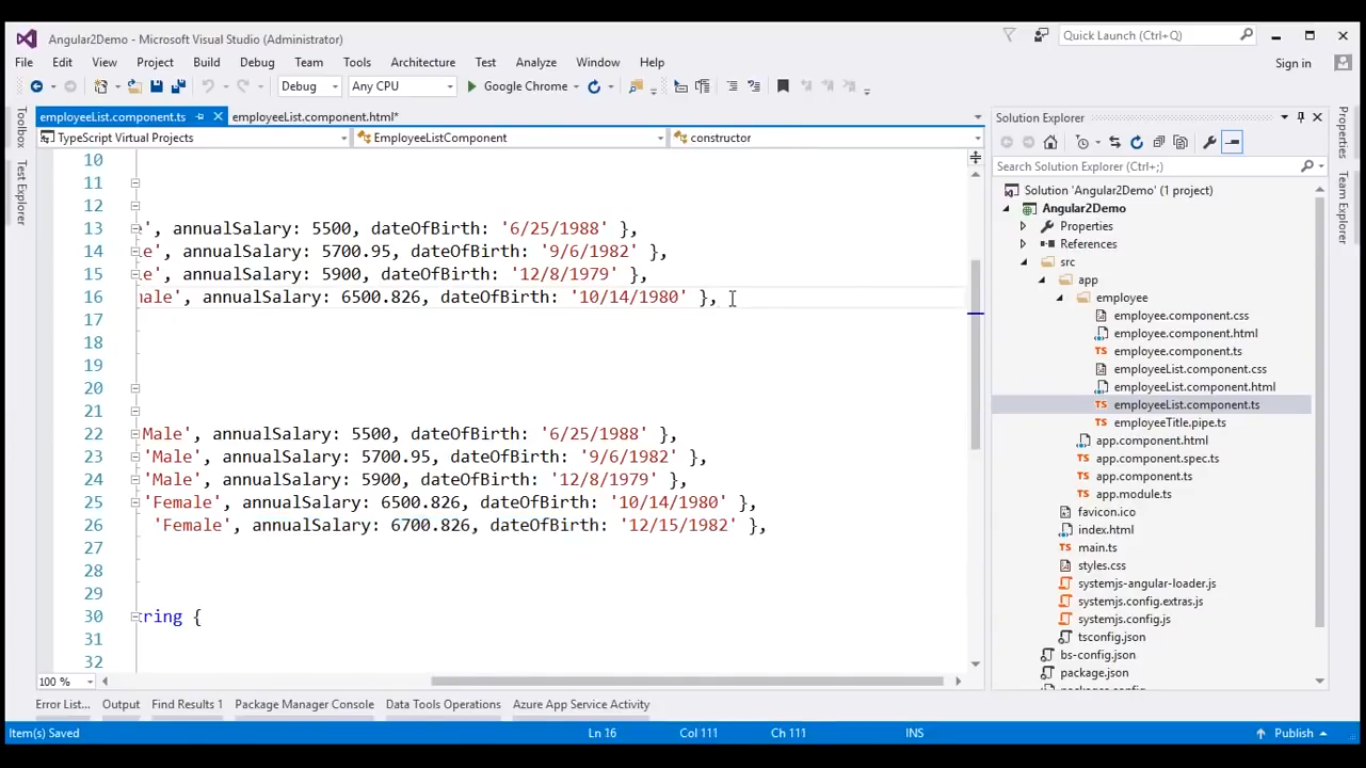 Angular2Demo - Microsoft Visual Studio (Administrator)
Quick Launch (Ctrl+Q)
File Edit View Project Build Debug Team Tools Architecture Test Analyze Window Help
Sign in
Debug Any CPU Google Chrome
Toolbox
Test Explorer
employeeList.component.ts employeeList.component.html*
TypeScript Virtual Projects EmployeeListComponent constructor
10
11
12
13 e', annualSalary: 5500, dateOfBirth: '6/25/1988' },
14 e', annualSalary: 5700.95, dateOfBirth: '9/6/1982' },
15 e', annualSalary: 5900, dateOfBirth: '12/8/1979' },
16 male', annualSalary: 6500.826, dateOfBirth: '10/14/1980' },
17
18
19
20
21
22 Male', annualSalary: 5500, dateOfBirth: '6/25/1988' },
23 'Male', annualSalary: 5700.95, dateOfBirth: '9/6/1982' },
24 'Male', annualSalary: 5900, dateOfBirth: '12/8/1979' },
25 'Female', annualSalary: 6500.826, dateOfBirth: '10/14/1980' },
26 'Female', annualSalary: 6700.826, dateOfBirth: '12/15/1982' },
27
28
29
30 tring {
31
32
100 %
Solution Explorer
Search Solution Explorer (Ctrl+;)
Solution 'Angular2Demo' (1 project)
Angular2Demo
Properties
References
src
app
employee
employee.component.css
employee.component.html
employee.component.ts
employeeList.component.css
employeeList.component.html
employeeList.component.ts
employeeTitle.pipe.ts
app.component.html
app.component.spec.ts
app.component.ts
app.module.ts
favicon.ico
index.html
main.ts
styles.css
systemjs-angular-loader.js
systemjs.config.extras.js
systemjs.config.js
tsconfig.json
bs-config.json
package.json
Properties
Team Explorer
Error List... Output Find Results 1 Package Manager Console Data Tools Operations Azure App Service Activity
Item(s) Saved Ln 16 Col 111 Ch 111 INS Publish